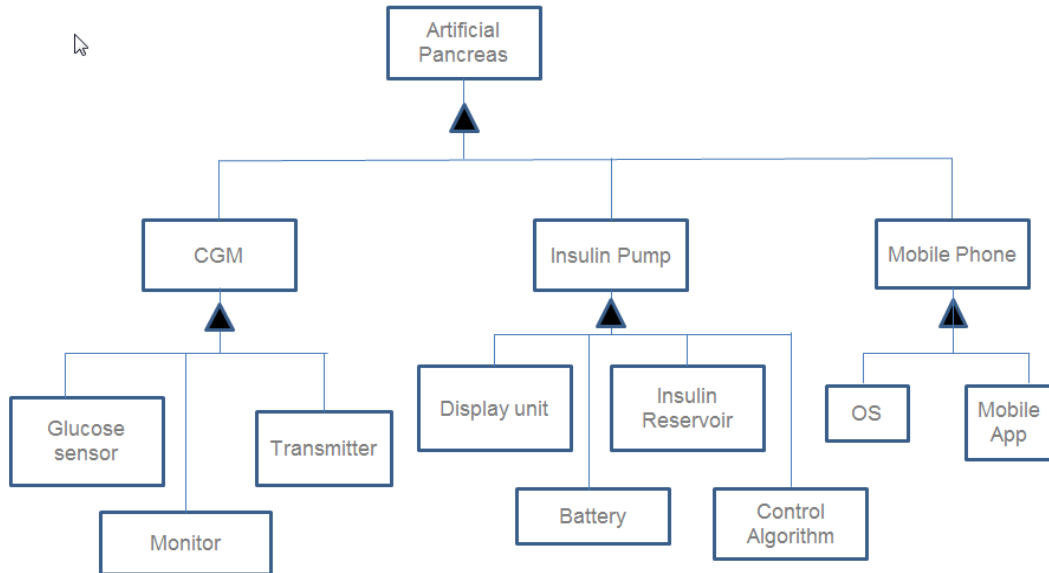 Artificial
Pancreas
CGM
Insulin Pump
Mobile Phone
Glucose
sensor
Monitor
Transmitter
Display unit
Battery
Insulin
Reservoir
Control
Algorithm
OS
Mobile
App